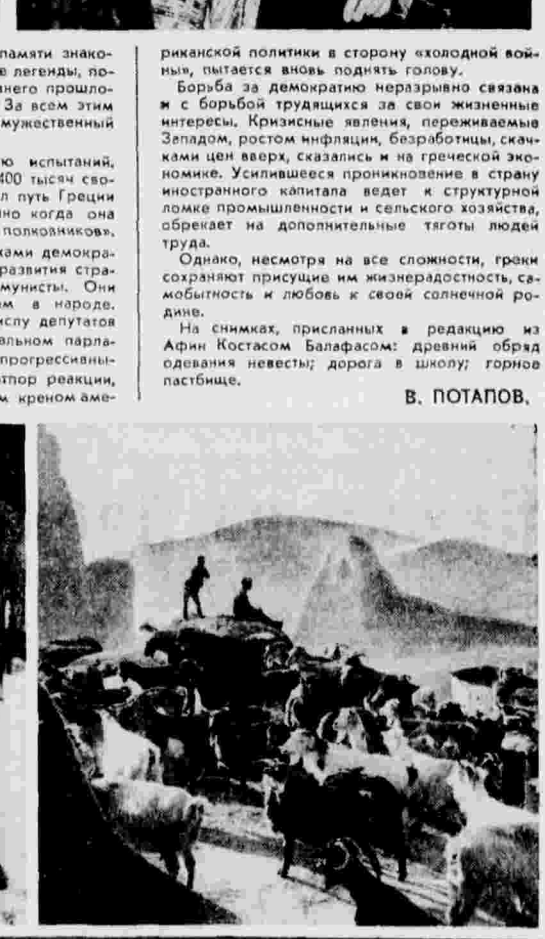 памяти знако-
е легенды, по-
него прошло-
За всем этим
мужественный
ю испытаний.
400 тысяч сво-
л путь Греции
но когда она
полковников».
ками демокра-
развития стра-
мунисты. Они
м в народе.
ислу депутатов
альном парла-
прогрессивны-
тпор реакции,
м креном аме-
риканской политики в сторону «холодной вой-
ны», пытается вновь поднять голову.
Борьба за демократию неразрывно связана
и с борьбой трудящихся за свои жизненные
интересы. Кризисные явления, переживаемые
Западом, ростом инфляции, безработицы, скач-
ками цен вверх, сказались и на греческой эко-
номике. Усилившееся проникновение в страну
иностранного капитала ведет к структурной
ломке промышленности и сельского хозяйства,
обрекает на дополнительные тяготы людей
труда.
Однако, несмотря на все сложности, греки
сохраняют присущие им жизнерадостность, са-
мобытность и любовь к своей солнечной ро-
дине.
На снимках, присланных в редакцию из
Афин Костасом Балафасом: древний обряд
одевания невесты; дорога в школу; горное
пастбище.
В. ПОТАПОВ.